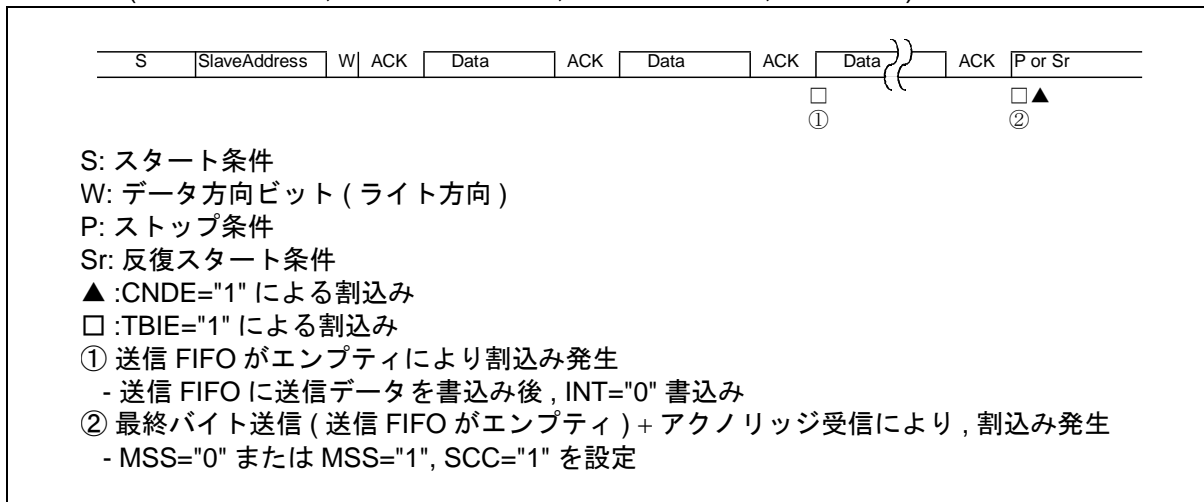 S SlaveAddress W ACK Data ACK Data ACK Data ACK P or Sr
□ □▲
① ②
S: スタート条件
W: データ方向ビット ( ライト方向 )
P: ストップ条件
Sr: 反復スタート条件
▲ :CNDE="1" による割込み
□ :TBIE="1" による割込み
① 送信 FIFO がエンプティにより割込み発生
- 送信 FIFO に送信データを書込み後 , INT="0" 書込み
② 最終バイト送信 ( 送信 FIFO がエンプティ ) + アクノリッジ受信により , 割込み発生
- MSS="0" または MSS="1", SCC="1" を設定